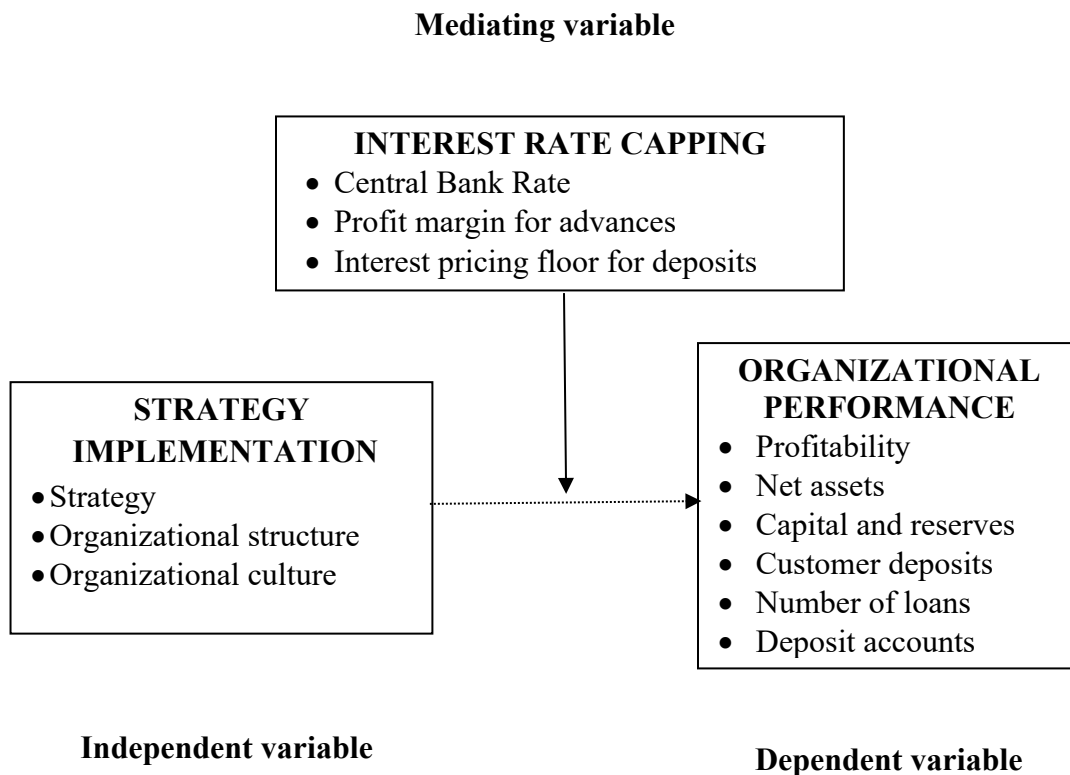 Mediating variable
INTEREST RATE CAPPING
• Central Bank Rate
• Profit margin for advances
• Interest pricing floor for deposits
STRATEGY
IMPLEMENTATION
• Strategy
• Organizational structure
• Organizational culture
ORGANIZATIONAL
PERFORMANCE
• Profitability
• Net assets
• Capital and reserves
• Customer deposits
• Number of loans
• Deposit accounts
Independent variable
Dependent variable